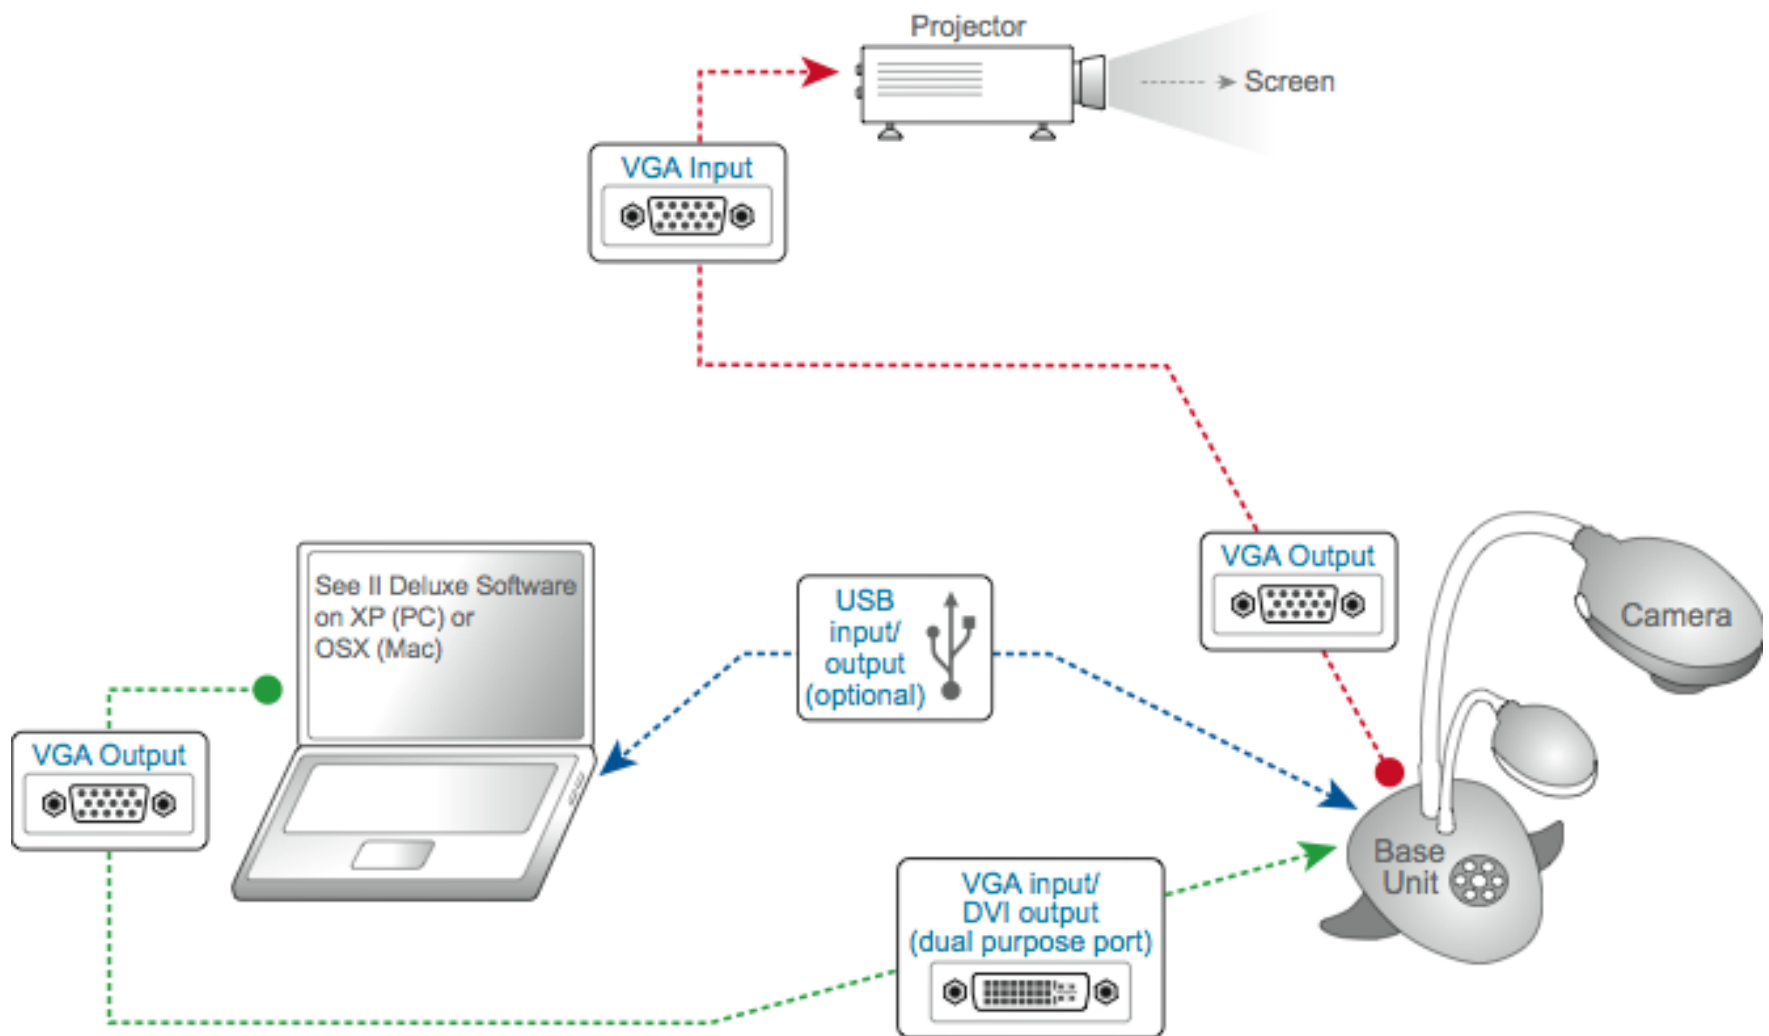 Projector
Screen
VGA Input
VGA Output
Camera
See II Deluxe Software
on XP (PC) or
OSX (Mac)
USB
input/
output
(optional)
VGA Output
Base
Unit
VGA input/
DVI output
(dual purpose port)